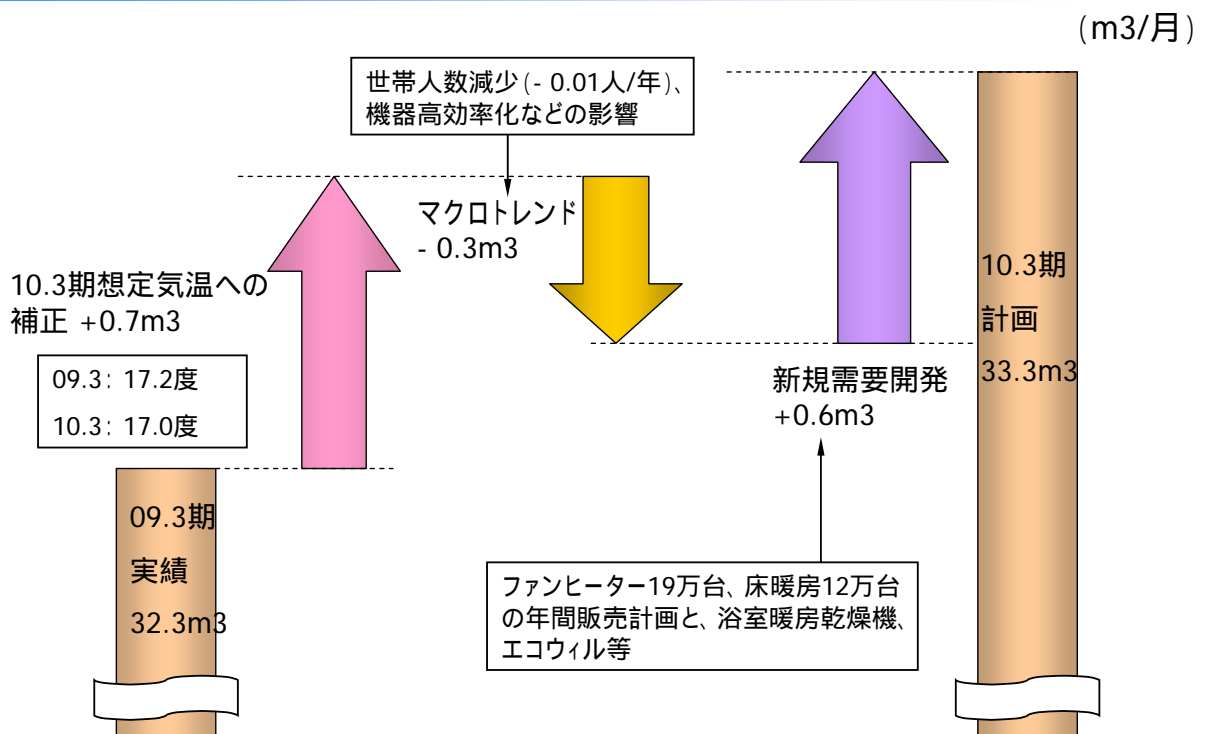 (m3/月)
世帯人数減少(- 0.01人/年)、
機器高効率化などの影響
マクロトレンド
- 0.3m3
10.3期想定気温への
補正 +0.7m3
09.3: 17.2度
10.3: 17.0度
09.3期
実績
32.3m3
新規需要開発
+0.6m3
ファンヒーター19万台、床暖房12万台
の年間販売計画と、浴室暖房乾燥機、
エコウィル等
10.3期
計画
33.3m3